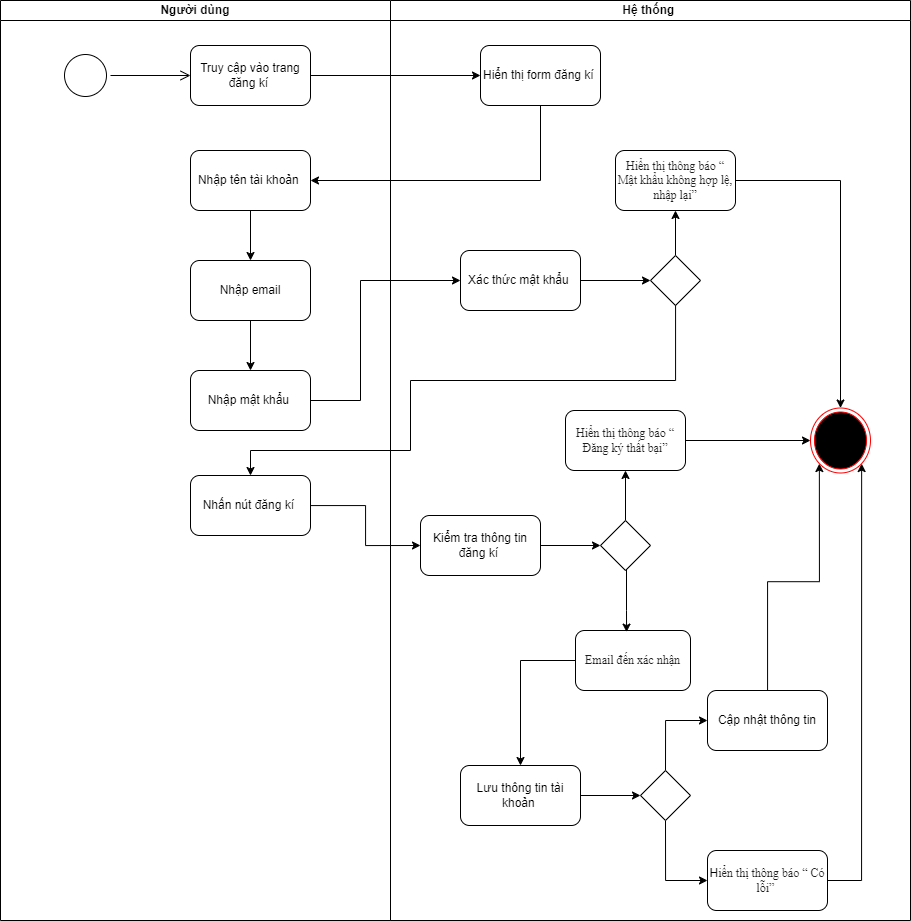 Người dùng
Hệ thống
Truy cập vào trang
đăng kí
Hiển thị form đăng kí
Nhập tên tài khoản
Hiển thị thông báo “
Mật khẩu không hợp lệ,
nhập lại”
Nhập email
Xác thức mật khẩu
Nhập mật khẩu
Hiển thị thông báo “
Đăng ký thất bại”
Nhấn nút đăng kí
Kiểm tra thông tin
đăng kí
Email đến xác nhận
Cập nhật thông tin
Lưu thông tin tài
khoản
Hiển thị thông báo “ Có
lỗi”